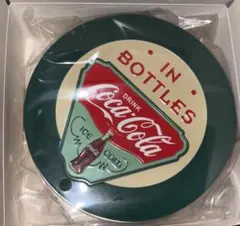 IN
BOTTLES
DRINK
Coca-Cola
ICE COLD